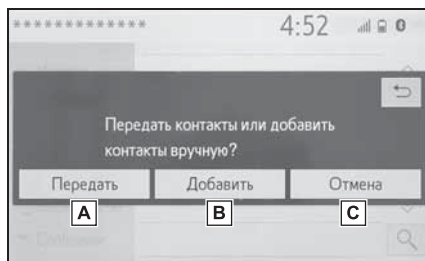 ************* 4:52
Передать контакты или добавить
контакты вручную?
Передать Добавить Отмена
A B C